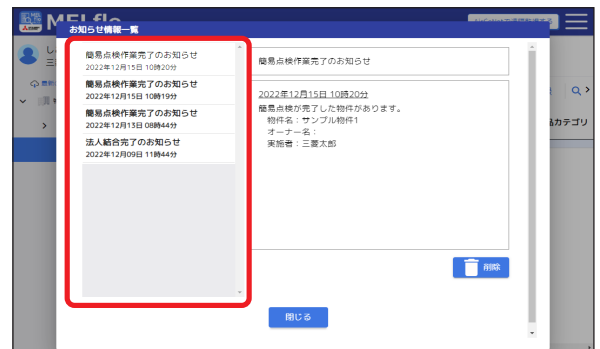 お知らせ情報一覧
簡易点検作業完了のお知らせ
2022年12月15日 10時20分
簡易点検作業完了のお知らせ
2022年12月15日 10時19分
簡易点検作業完了のお知らせ
2022年12月13日 08時44分
法人結合完了のお知らせ
2022年12月09日 11時44分
簡易点検作業完了のお知らせ
2022年12月15日 10時20分
簡易点検が完了した物件があります。
物件名：サンプル物件1
オーナー名：
実施者：三菱太郎
削除
閉じる
カテゴリ